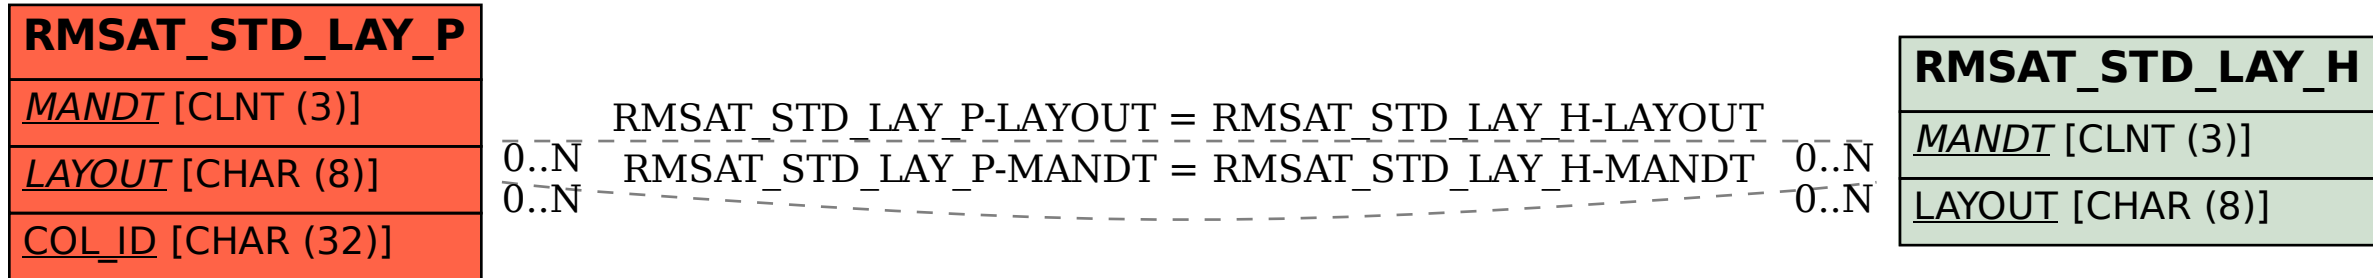 RMSAT_STD_LAY_P
MANDT [CLNT (3)]
LAYOUT [CHAR (8)]
COL_ID [CHAR (32)]
RMSAT_STD_LAY_P-LAYOUT = RMSAT_STD_LAY_H-LAYOUT
0..N
0..N
RMSAT_STD_LAY_P-MANDT = RMSAT_STD_LAY_H-MANDT
0..N
0..N
RMSAT_STD_LAY_H
MANDT [CLNT (3)]
LAYOUT [CHAR (8)]